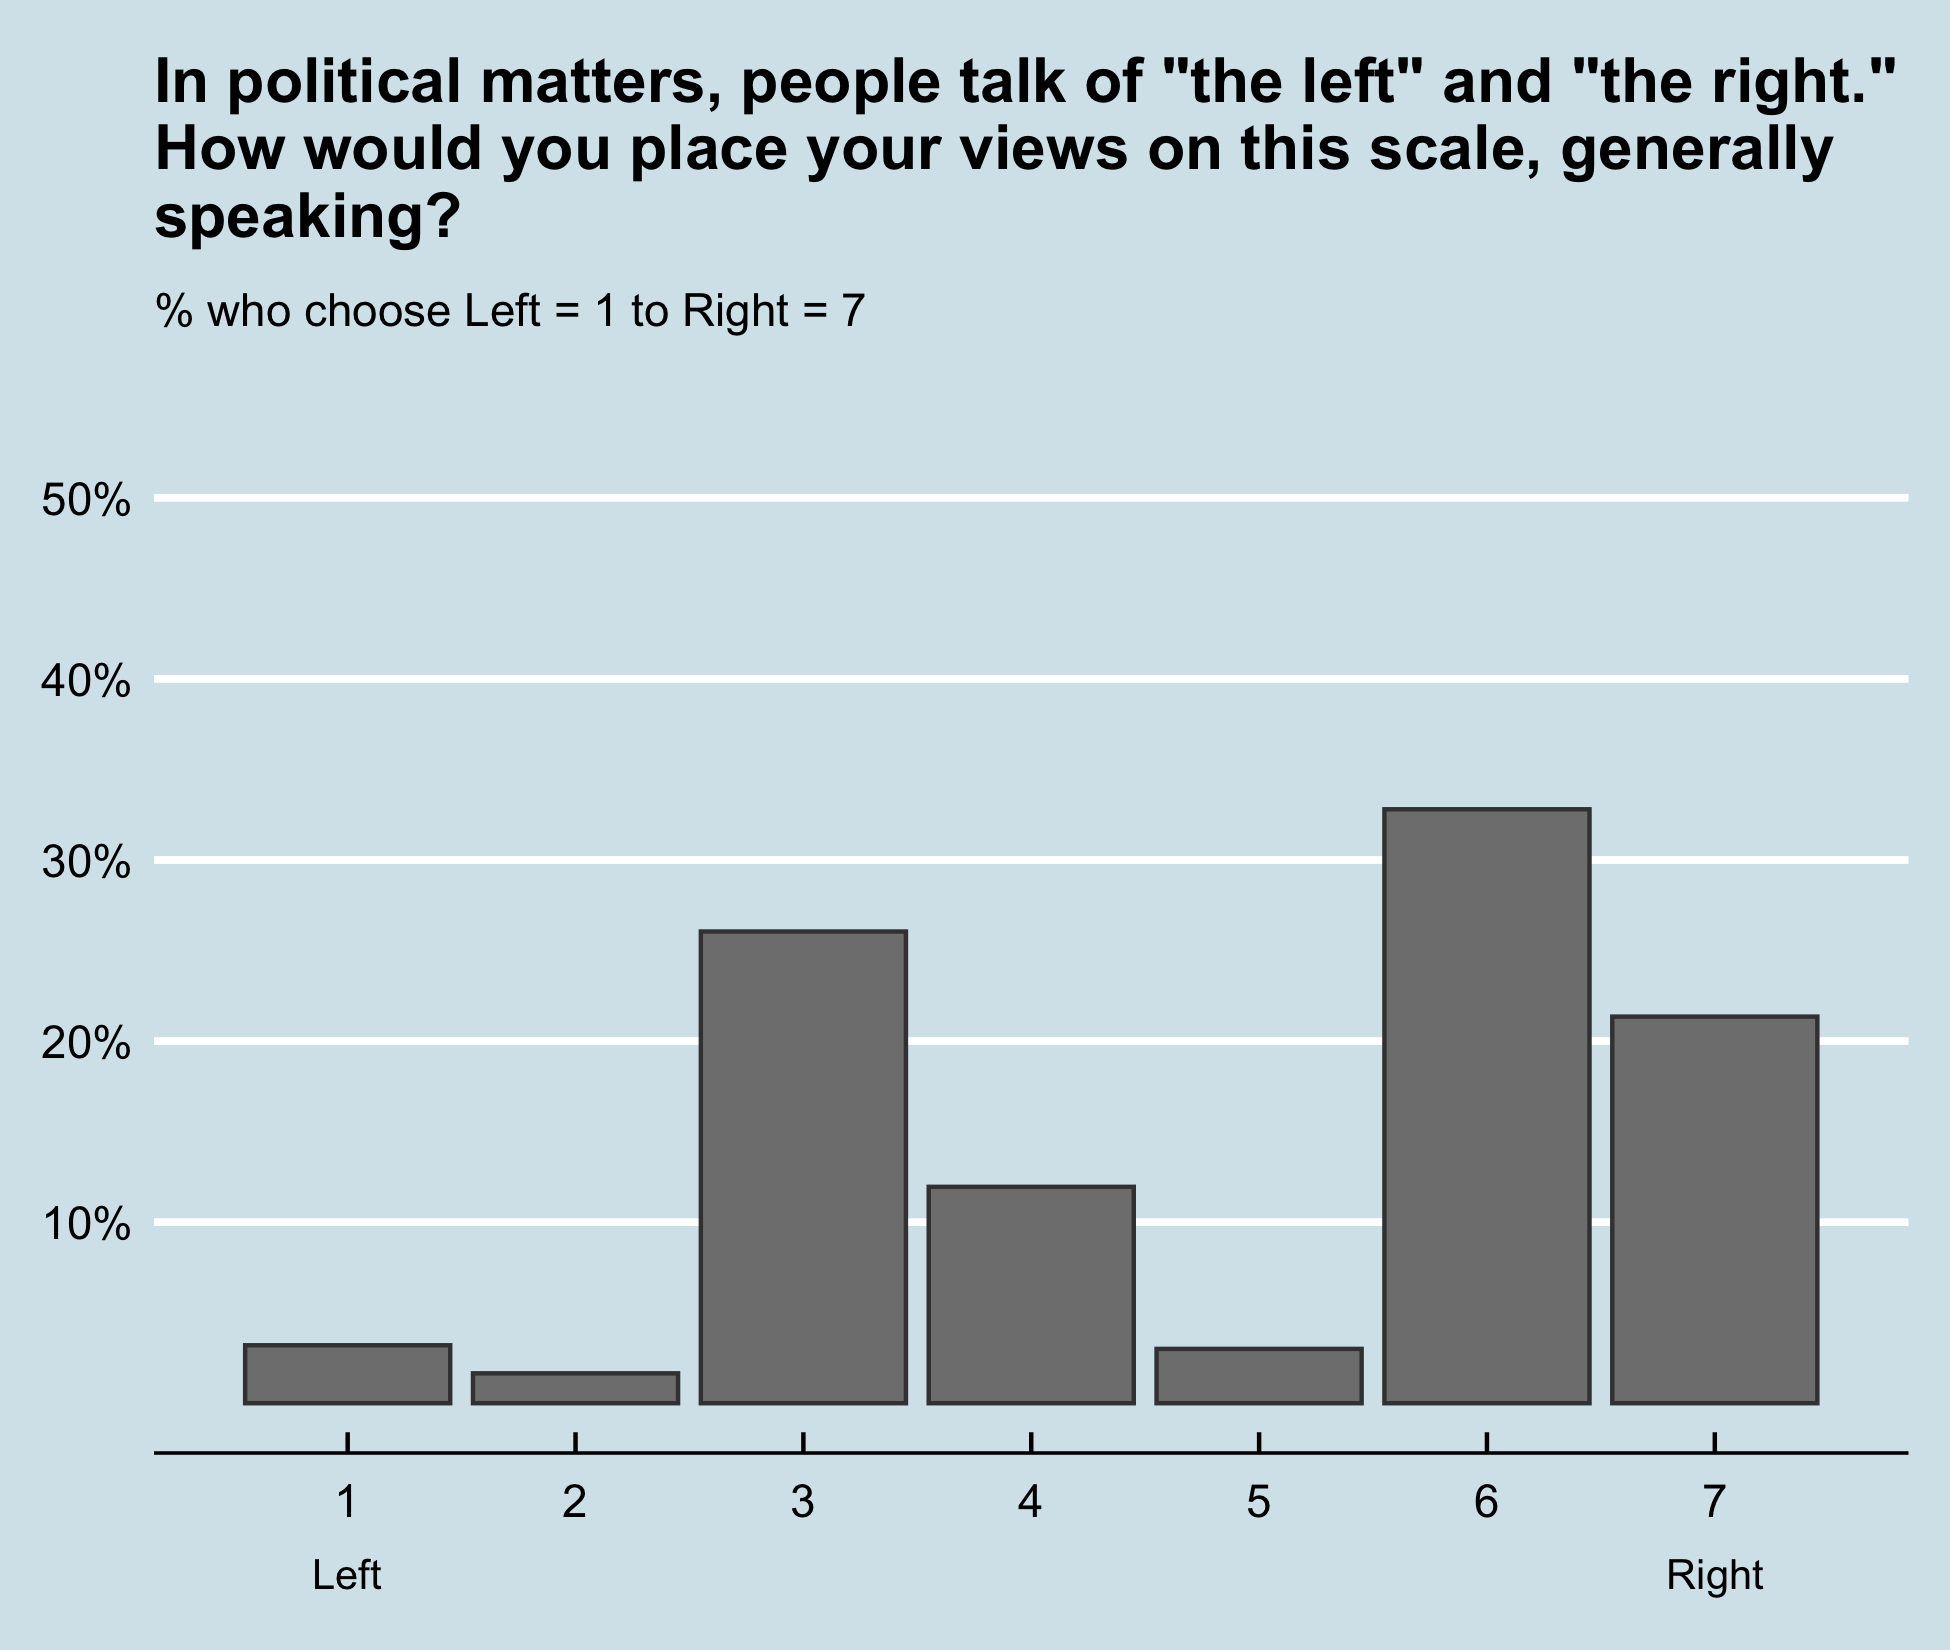 In political matters, people talk of "the left" and "the right."
How would you place your views on this scale, generally
speaking?
% who choose Left = 1 to Right = 7
50%
40%
30%
20%
10%
1 2 3 4 5 6 7
Left Right